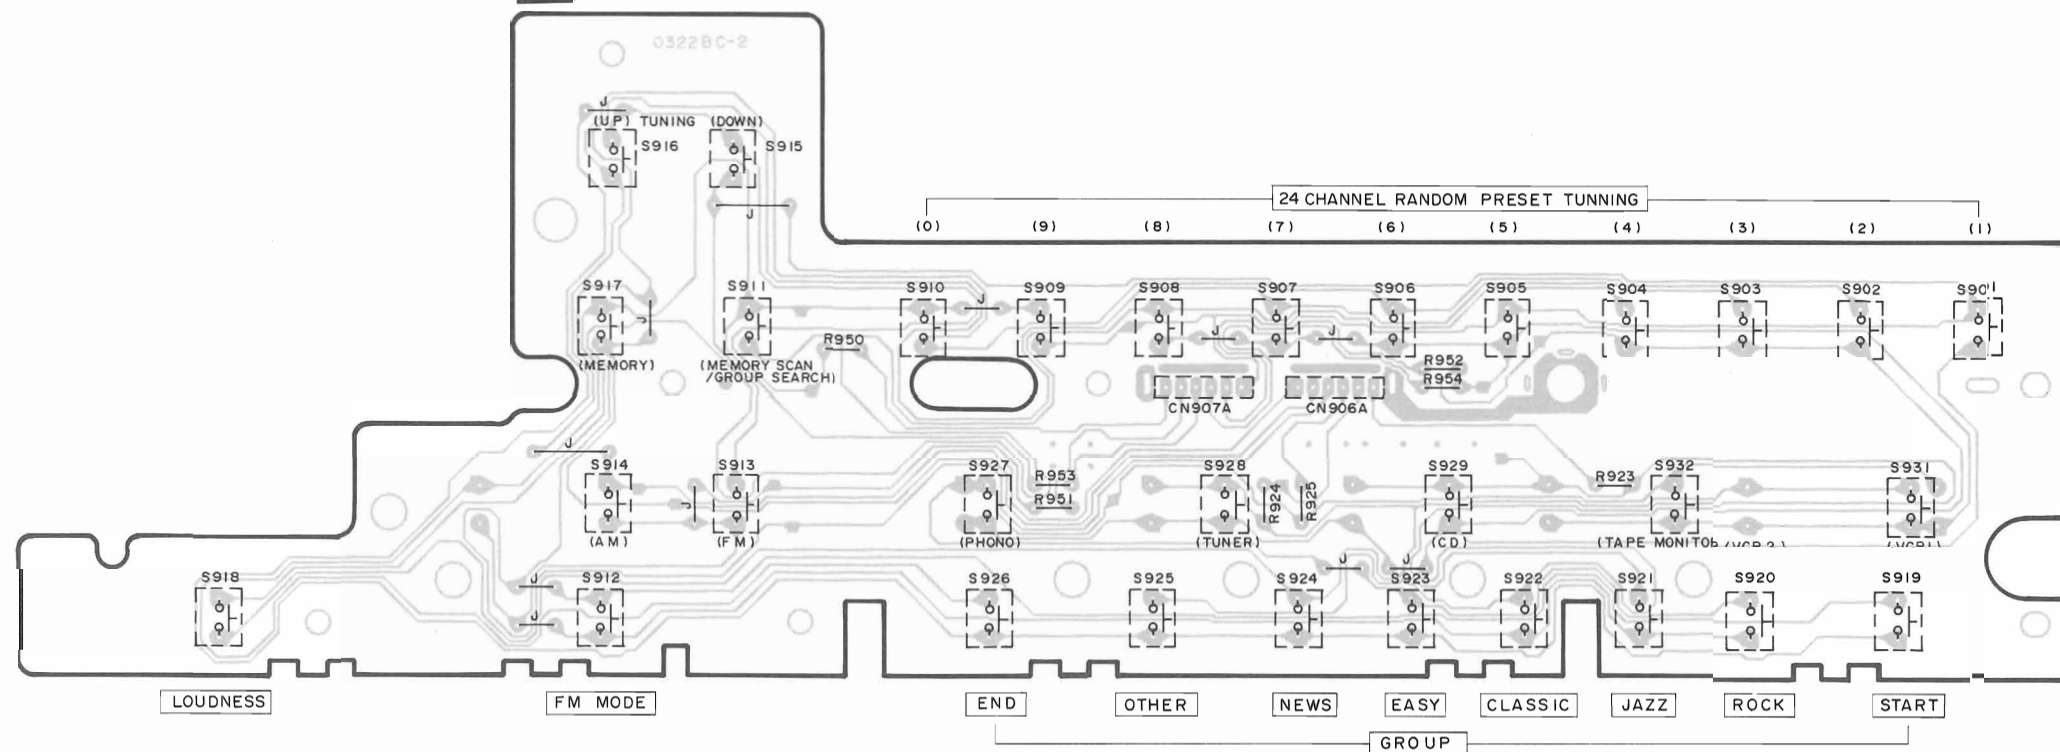 03228C-2
J
(UP) TUNING (DOWN)
S916 S915
J
24 CHANNEL RANDOM PRESET TUNNING
(0) (9) (8) (7) (6) (5) (4) (3) (2) (1)
S917 S911 S910 S909 S908 S907 S906 S905 S904 S903 S902 S901
J J J J
R950
(MEMORY) (MEMORY SCAN
/GROUP SEARCH)
R952
R954
CN907A CN906A
J
S914 S913 S927 S928 S929 S932 S931
R953 R923
R951 R924 R925
J
(AM) (FM) (PHONO) (TUNER) (CD) (TAPE MONITOR/VCR2) (VCR1)
J J
S918 J S912 S926 S925 S924 S923 S922 S921 S920 S919
J
LOUDNESS FM MODE END OTHER NEWS EASY CLASSIC JAZZ ROCK START
GROUP